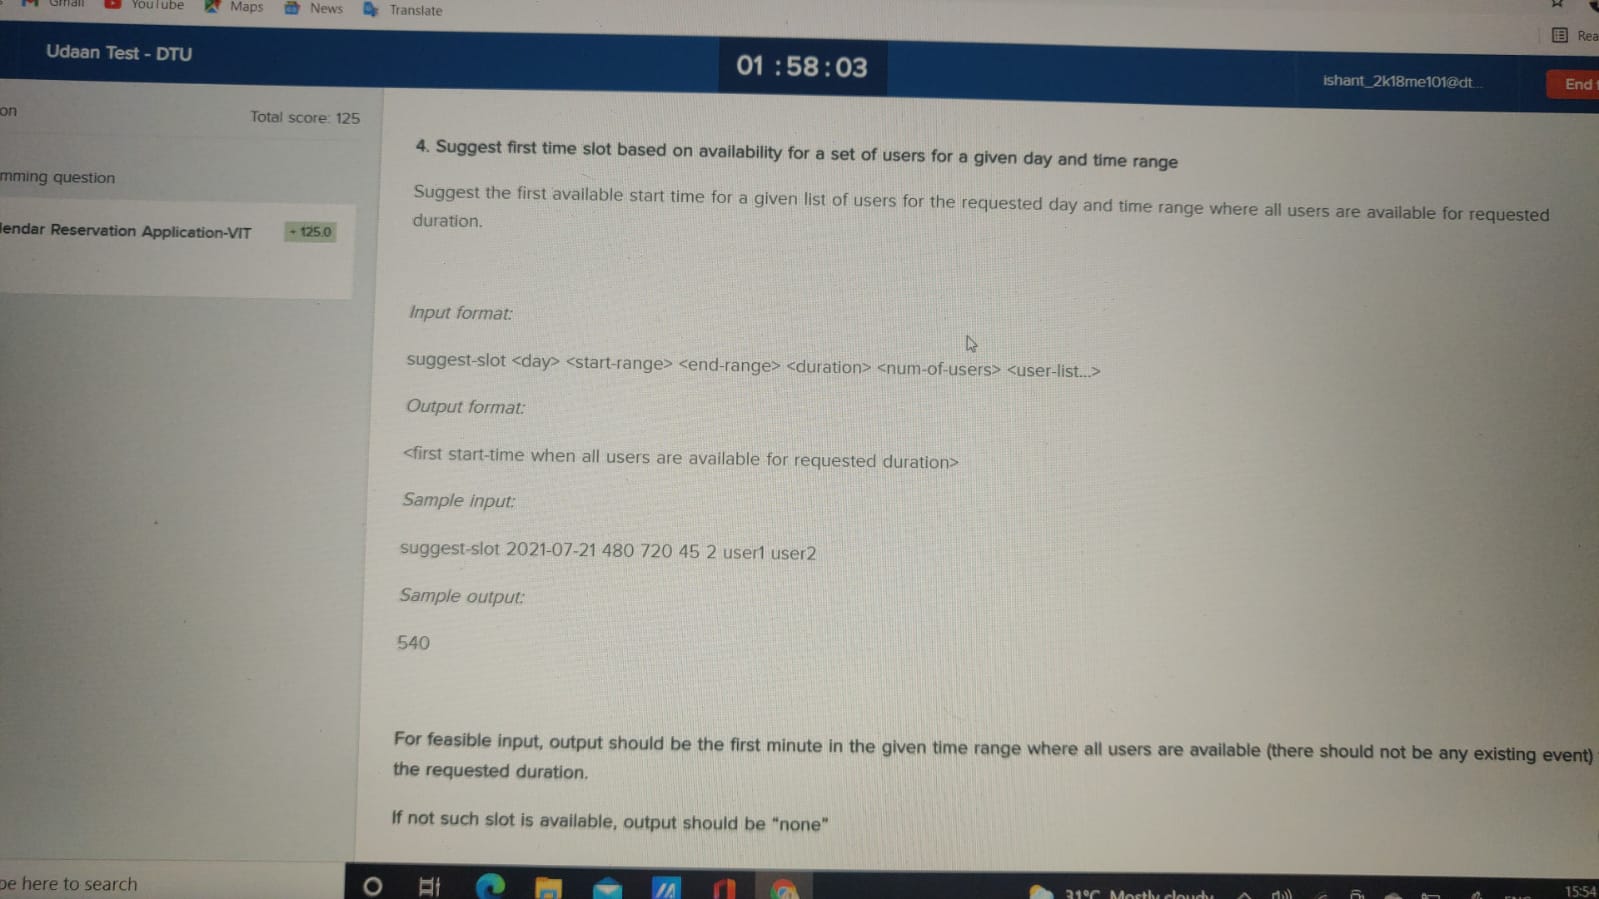 Gmail YouTube Maps News Translate
Rea
Udaan Test - DTU
01 : 58 : 03
ishant_2k18me101@dt...
End
on
Total score: 125
mming question
lendar Reservation Application-VIT
+ 125.0
4. Suggest first time slot based on availability for a set of users for a given day and time range
Suggest the first available start time for a given list of users for the requested day and time range where all users are available for requested
duration.
Input format:
suggest-slot <day> <start-range> <end-range> <duration> <num-of-users> <user-list...>
Output format:
<first start-time when all users are available for requested duration>
Sample input:
suggest-slot 2021-07-21 480 720 45 2 user1 user2
Sample output:
540
For feasible input, output should be the first minute in the given time range where all users are available (there should not be any existing event)
the requested duration.
If not such slot is available, output should be "none"
pe here to search
31°C Mostly cloudy
15:54